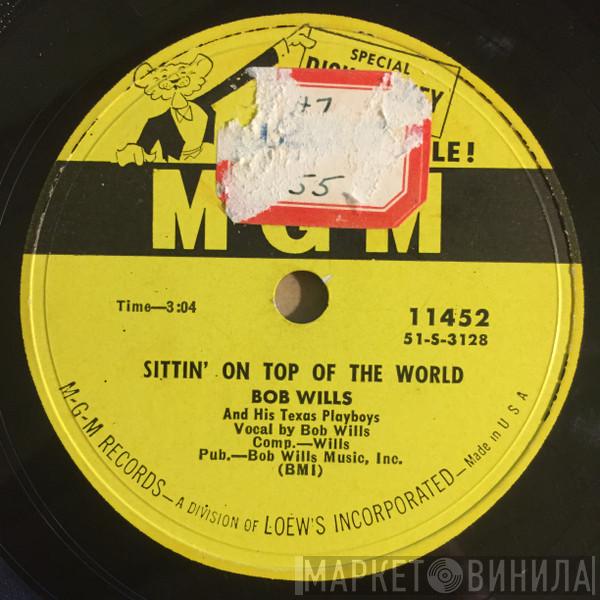 SPECIAL
LE!
47
55
M G M
Time—3:04
11452
51-S-3128
SITTIN' ON TOP OF THE WORLD
BOB WILLS
And His Texas Playboys
Vocal by Bob Wills
Comp.—Wills
Pub.—Bob Wills Music, Inc.
(BMI)
M-G-M RECORDS—A DIVISION OF LOEW'S INCORPORATED—Made in U S A
МАРКЕТ ВИНИЛА